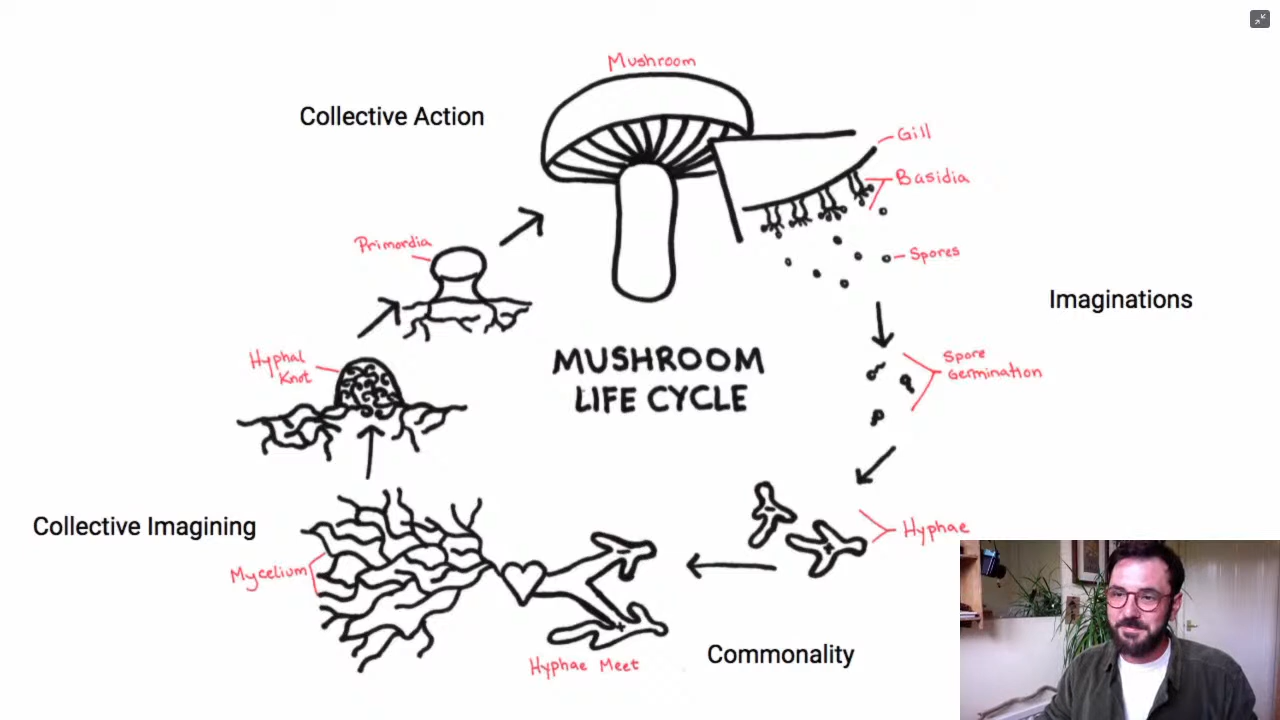 Mushroom
Collective Action
Gill
Basidia
Primordia
Spores
Imaginations
MUSHROOM
LIFE CYCLE
Hyphal
Knot
Spore
Germination
Collective Imagining
Hyphae
Mycelium
Commonality
Hyphae Meet